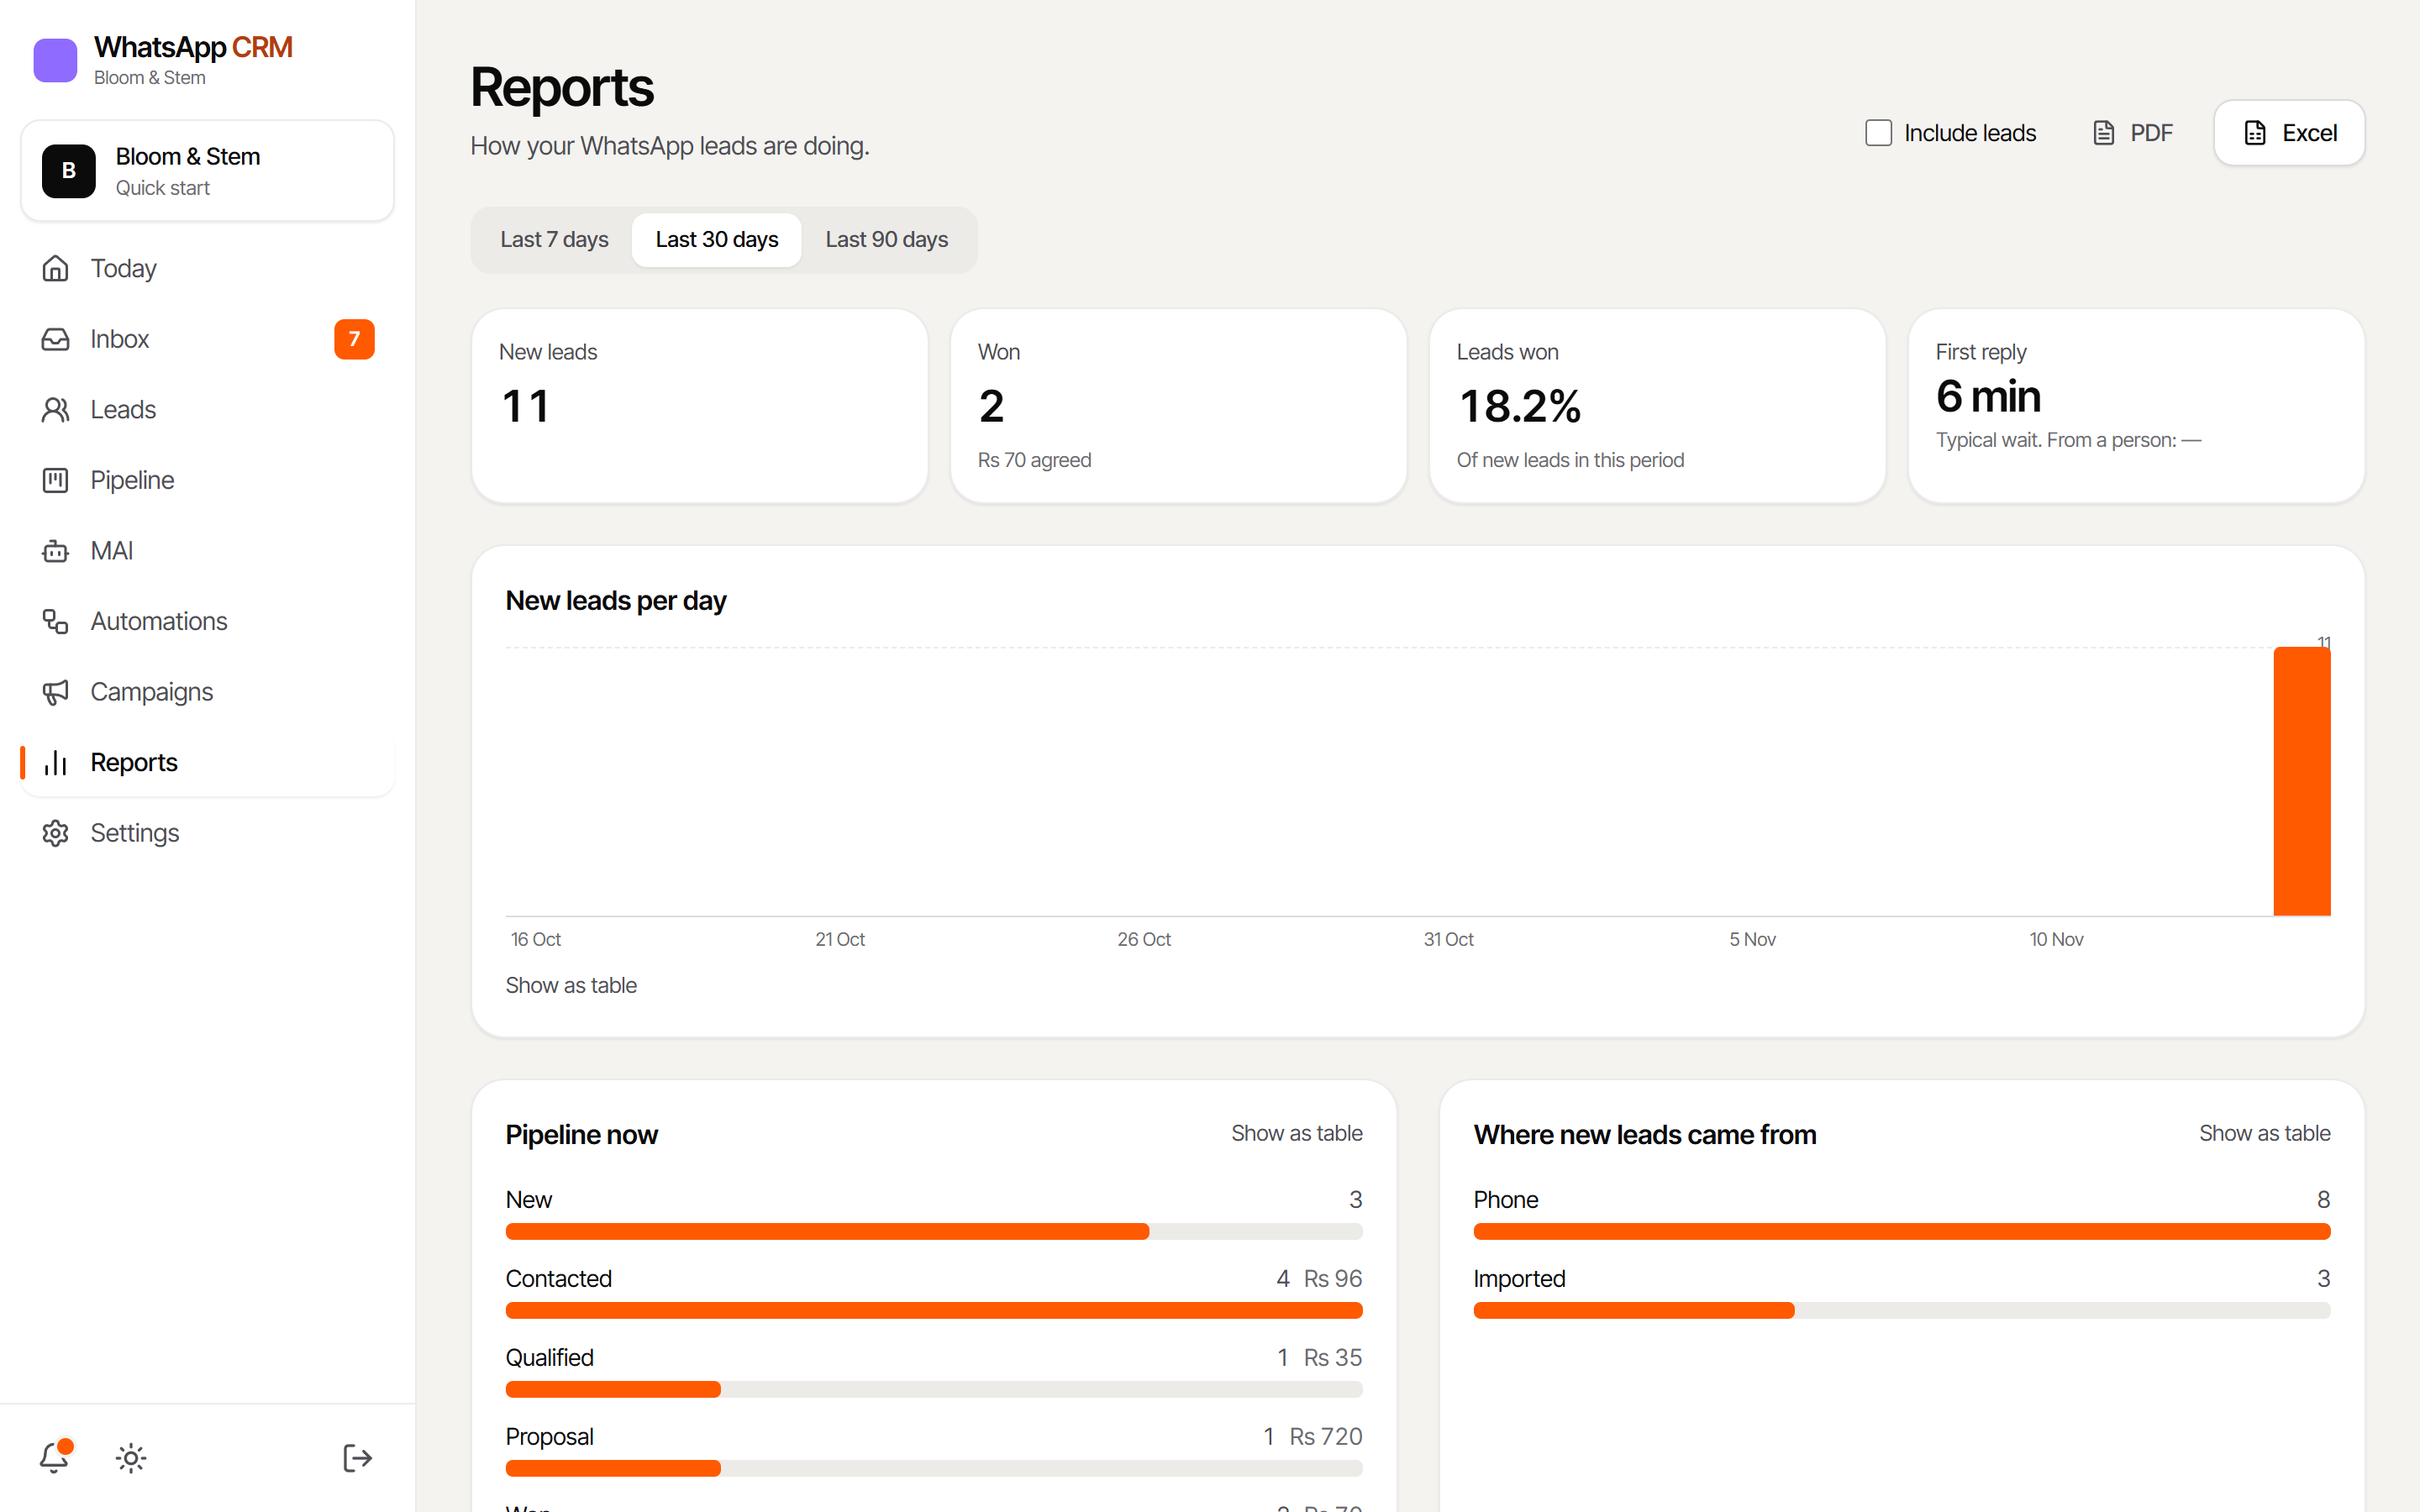 WhatsApp CRM
Bloom & Stem
B
Bloom & Stem
Quick start
Today
Inbox 7
Leads
Pipeline
MAI
Automations
Campaigns
Reports
Settings
Reports
How your WhatsApp leads are doing.
Include leads PDF Excel
Last 7 days Last 30 days Last 90 days
New leads
11
Won
2
Rs 70 agreed
Leads won
18.2%
Of new leads in this period
First reply
6 min
Typical wait. From a person: —
New leads per day
11
16 Oct 21 Oct 26 Oct 31 Oct 5 Nov 10 Nov
Show as table
Pipeline now Show as table
New 3
Contacted 4 Rs 96
Qualified 1 Rs 35
Proposal 1 Rs 720
Won 2 Rs 70
Where new leads came from Show as table
Phone 8
Imported 3